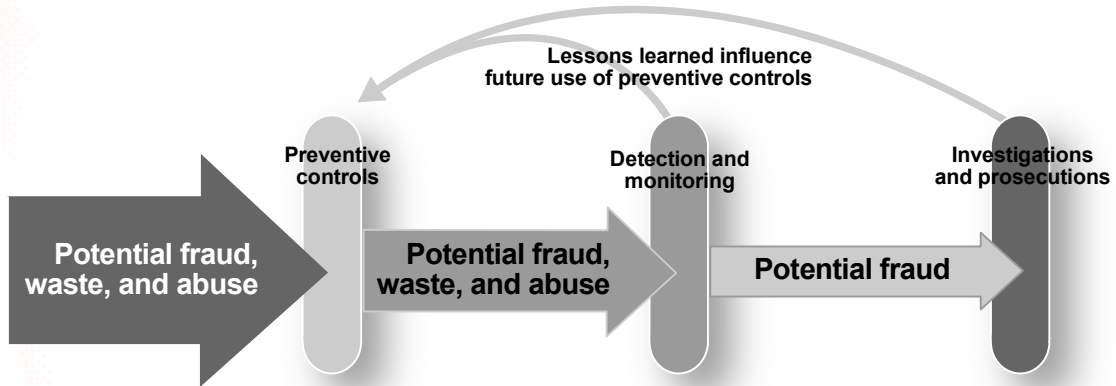 Lessons learned influence
future use of preventive controls
Preventive
controls
Detection and
monitoring
Investigations
and prosecutions
Potential fraud,
waste, and abuse
Potential fraud,
waste, and abuse
Potential fraud